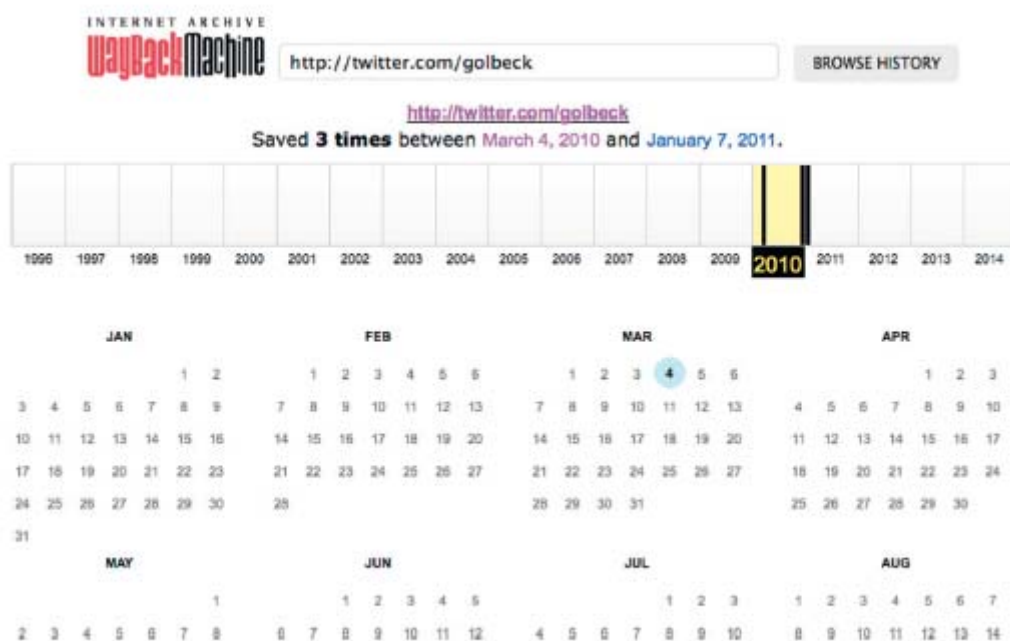 INTERNET ARCHIVE
WayBackMachine
http://twitter.com/golbeck
BROWSE HISTORY
http://twitter.com/golbeck
Saved 3 times between March 4, 2010 and January 7, 2011.
1996 1997 1998 1999 2000 2001 2002 2003 2004 2005 2006 2007 2008 2009 2010 2011 2012 2013 2014
JAN FEB MAR APR
1 2 1 2 3 4 5 6 1 2 3 4 5 6 1 2 3
3 4 5 6 7 8 9 7 8 9 10 11 12 13 7 8 9 10 11 12 13 4 5 6 7 8 9 10
10 11 12 13 14 15 16 14 15 16 17 18 19 20 14 15 16 17 18 19 20 11 12 13 14 15 16 17
17 18 19 20 21 22 23 21 22 23 24 25 26 27 21 22 23 24 25 26 27 18 19 20 21 22 23 24
24 25 26 27 28 29 30 28 28 29 30 31 25 26 27 28 29 30
31
MAY JUN JUL AUG
1 1 2 3 4 5 1 2 3 1 2 3 4 5 6 7
2 3 4 5 6 7 8 6 7 8 9 10 11 12 4 5 6 7 8 9 10 8 9 10 11 12 13 14